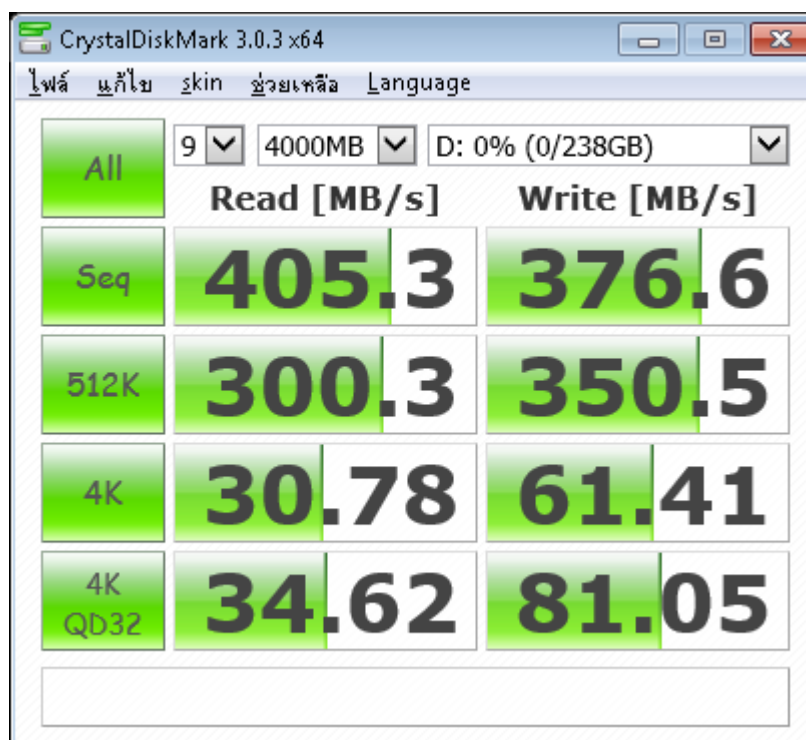 CrystalDiskMark 3.0.3 x64
ไฟล์ แก้ไข skin ช่วยเหลือ Language
All 9 4000MB D: 0% (0/238GB)
Read [MB/s] Write [MB/s]
Seq 405.3 376.6
512K 300.3 350.5
4K 30.78 61.41
4K
QD32 34.62 81.05